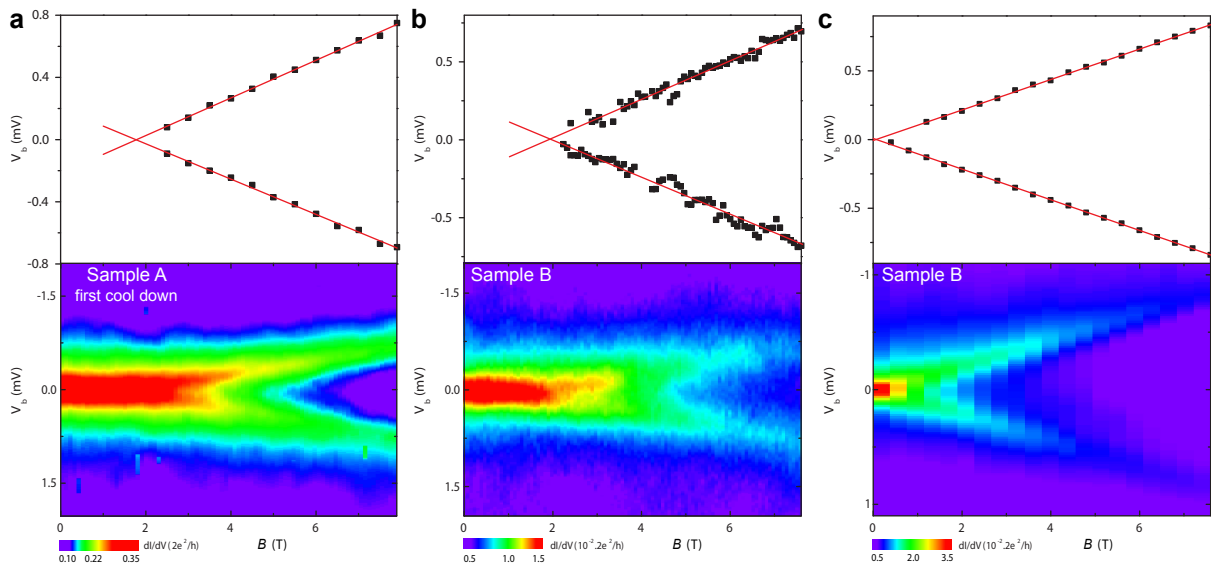 a
b
c
0.8
0.4
0.0
-0.4
-0.8
V_b (mV)
0.5
0.0
-0.5
V_b (mV)
0.5
0
-0.5
V_b (mV)
Sample A
first cool down
-1.5
0.0
1.5
V_b (mV)
0
2
4
6
B (T)
dI/dV (2e²/h)
0.10
0.22
0.35
Sample B
-1.5
0.0
1.5
V_b (mV)
0
2
4
6
B (T)
dI/dV (10⁻².2e²/h)
0.5
1.0
1.5
Sample B
-1
0
1
V_b (mV)
0
2
4
6
B (T)
dI/dV (10⁻².2e²/h)
0.5
2.0
3.5